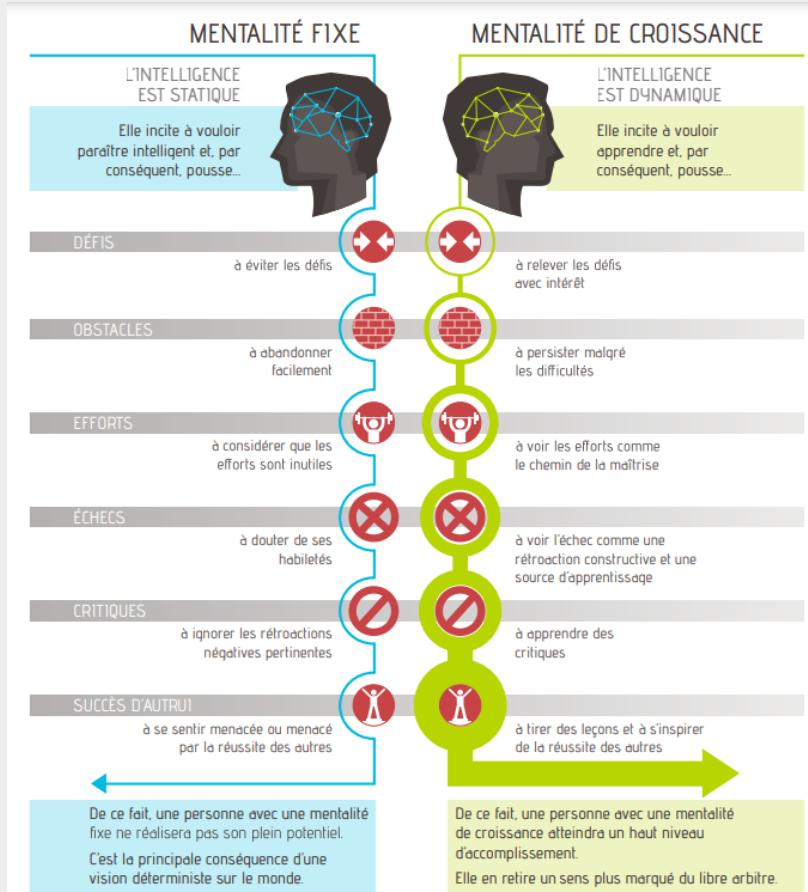 MENTALITÉ FIXE
L'INTELLIGENCE
EST STATIQUE
Elle incite à vouloir
paraître intelligent et, par
conséquent, pousse...
MENTALITÉ DE CROISSANCE
L'INTELLIGENCE
EST DYNAMIQUE
Elle incite à vouloir
apprendre et, par
conséquent, pousse...
DÉFIS
à éviter les défis
à relever les défis
avec intérêt
OBSTACLES
à abandonner
facilement
à persister malgré
les difficultés
EFFORTS
à considérer que les
efforts sont inutiles
à voir les efforts comme
le chemin de la maîtrise
ÉCHECS
à douter de ses
habiletés
à voir l'échec comme une
rétroaction constructive et une
source d'apprentissage
CRITIQUES
à ignorer les rétroactions
négatives pertinentes
à apprendre des
critiques
SUCCÈS D'AUTRUI
à se sentir menacée ou menacé
par la réussite des autres
à tirer des leçons et à s'inspirer
de la réussite des autres
De ce fait, une personne avec une mentalité
fixe ne réalisera pas son plein potentiel.
C'est la principale conséquence d'une
vision déterministe sur le monde.
De ce fait, une personne avec une mentalité
de croissance atteindra un haut niveau
d'accomplissement.
Elle en retire un sens plus marqué du libre arbitre.